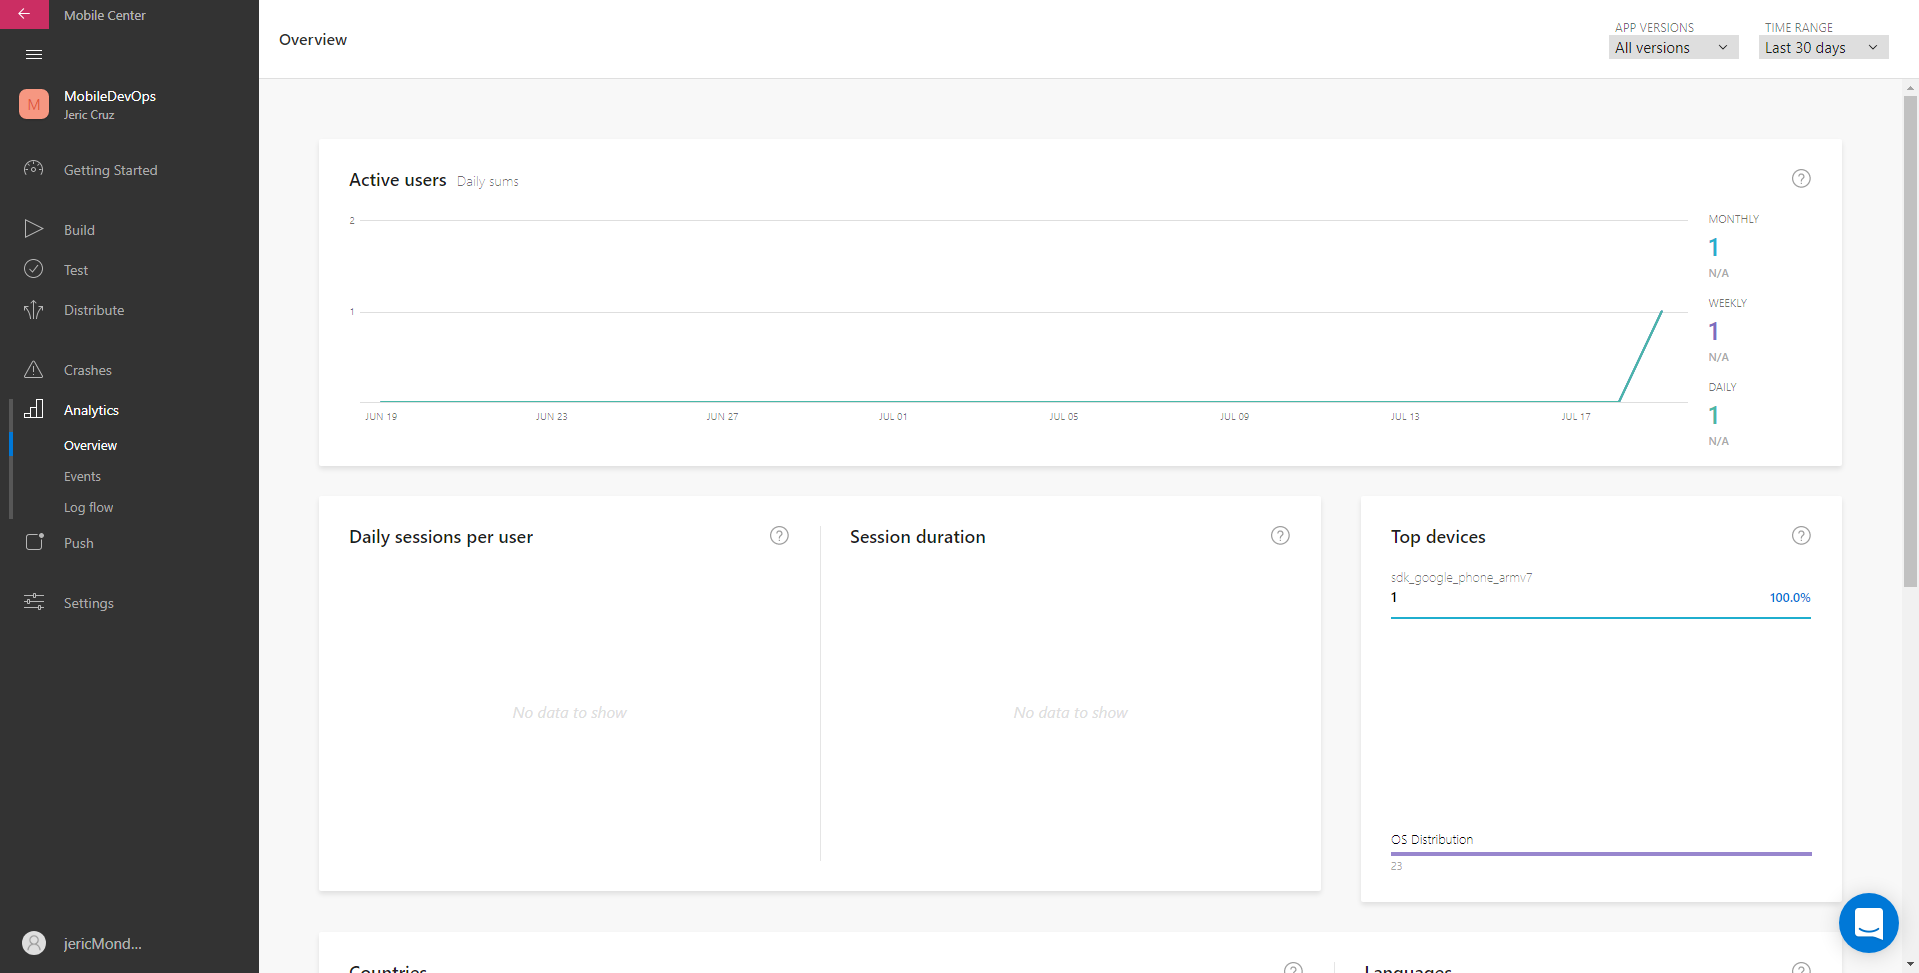 Mobile Center
M
MobileDevOps
Jeric Cruz
Getting Started
Build
Test
Distribute
Crashes
Analytics
Overview
Events
Log flow
Push
Settings
jericMond...
Overview
APP VERSIONS
All versions
TIME RANGE
Last 30 days
Active users Daily sums
?
2
1
JUN 19 JUN 23 JUN 27 JUL 01 JUL 05 JUL 09 JUL 13 JUL 17
MONTHLY
1
N/A
WEEKLY
1
N/A
DAILY
1
N/A
Daily sessions per user
?
No data to show
Session duration
?
No data to show
Top devices
?
sdk_google_phone_armv7
1 100.0%
OS Distribution
23
Countries
?
Languages
?